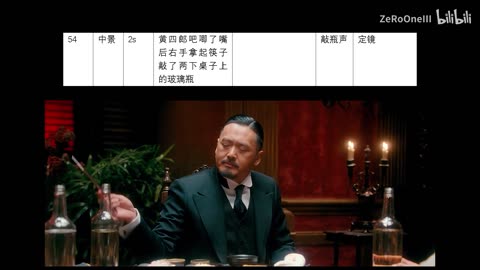 ZeRoOneIII bilibili
54 中景 2s 黄四郎吧唧了嘴 敲瓶声 定镜
后右手拿起筷子
敲了两下桌子上
的玻璃瓶